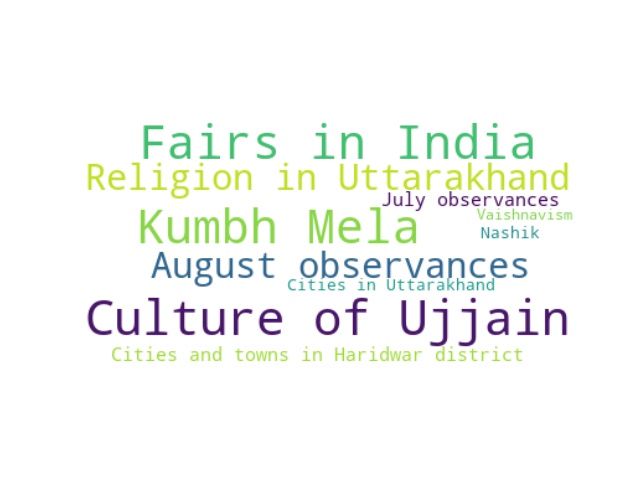 Fairs in India
Religion in Uttarakhand
July observances
Vaishnavism
Kumbh Mela
Nashik
August observances
Cities in Uttarakhand
Culture of Ujjain
Cities and towns in Haridwar district